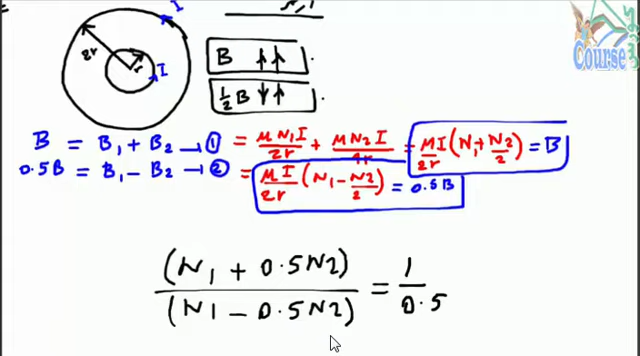 I
2r
r
I
B ↑↑
½B ↓↑
B = B₁ + B₂ → ① = μN₁I/2r + μN₂I/4r = μI/2r (N₁ + N2/2) = B
0.5B = B₁ - B₂ → ② = μI/2r (N₁ - N2/2) = 0.5B
(N₁ + 0.5N2)/(N1 - 0.5N2) = 1/0.5
Course